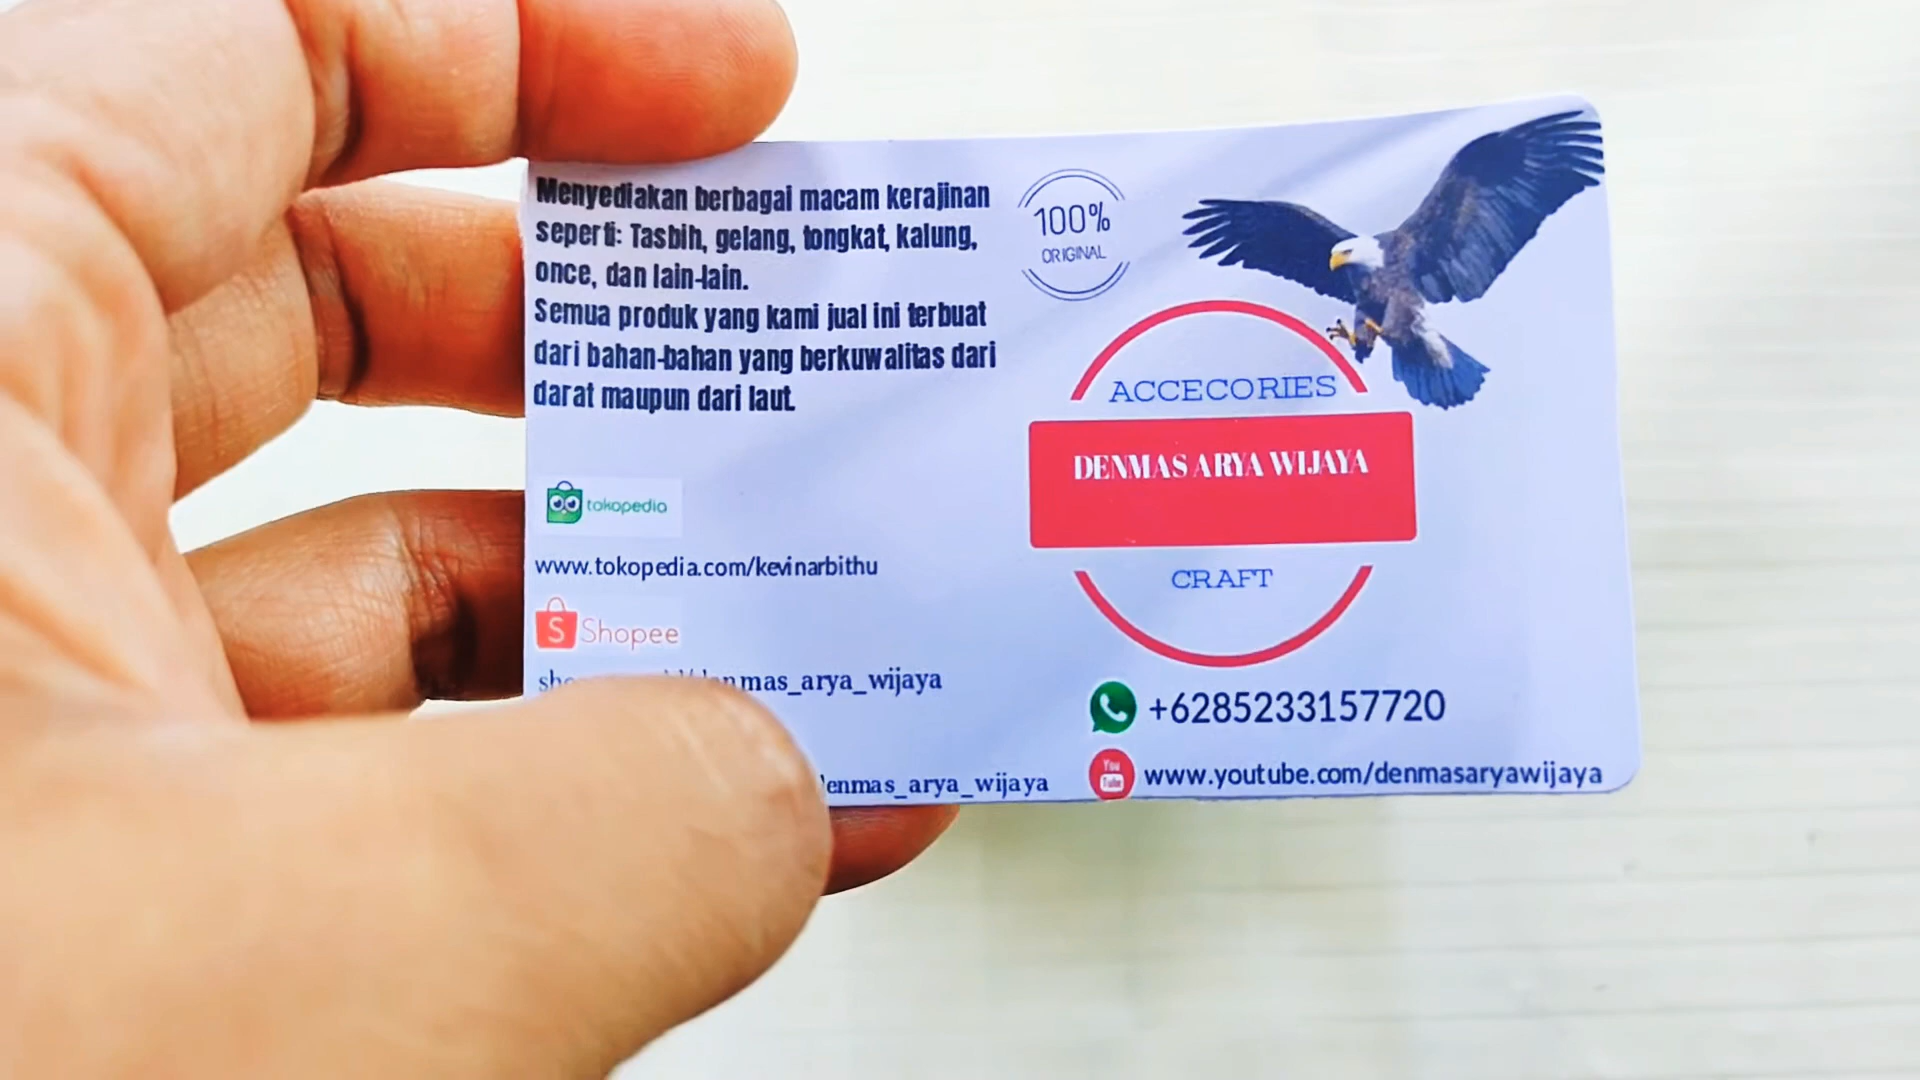 Menyediakan berbagai macam kerajinan
seperti: Tasbih, gelang, tongkat, kalung,
once, dan lain-lain.
Semua produk yang kami jual ini terbuat
dari bahan-bahan yang berkuwalitas dari
darat maupun dari laut.
tokopedia
www.tokopedia.com/kevinarbithu
S Shopee
mas_arya_wijaya
enmas_arya_wijaya
100%
ORIGINAL
ACCECORIES
DENMAS ARYA WIJAYA
CRAFT
+6285233157720
You
Tube
www.youtube.com/denmasaryawijaya